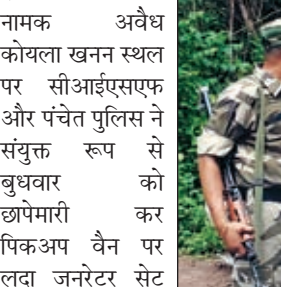 नामक अवैध
कोयला खनन स्थल
पर सीआईएसएफ
और पंचेत पुलिस ने
संयुक्त रूप से
बुधवार को
छापेमारी कर
पिकअप वैन पर
लदा जनरेटर सेट